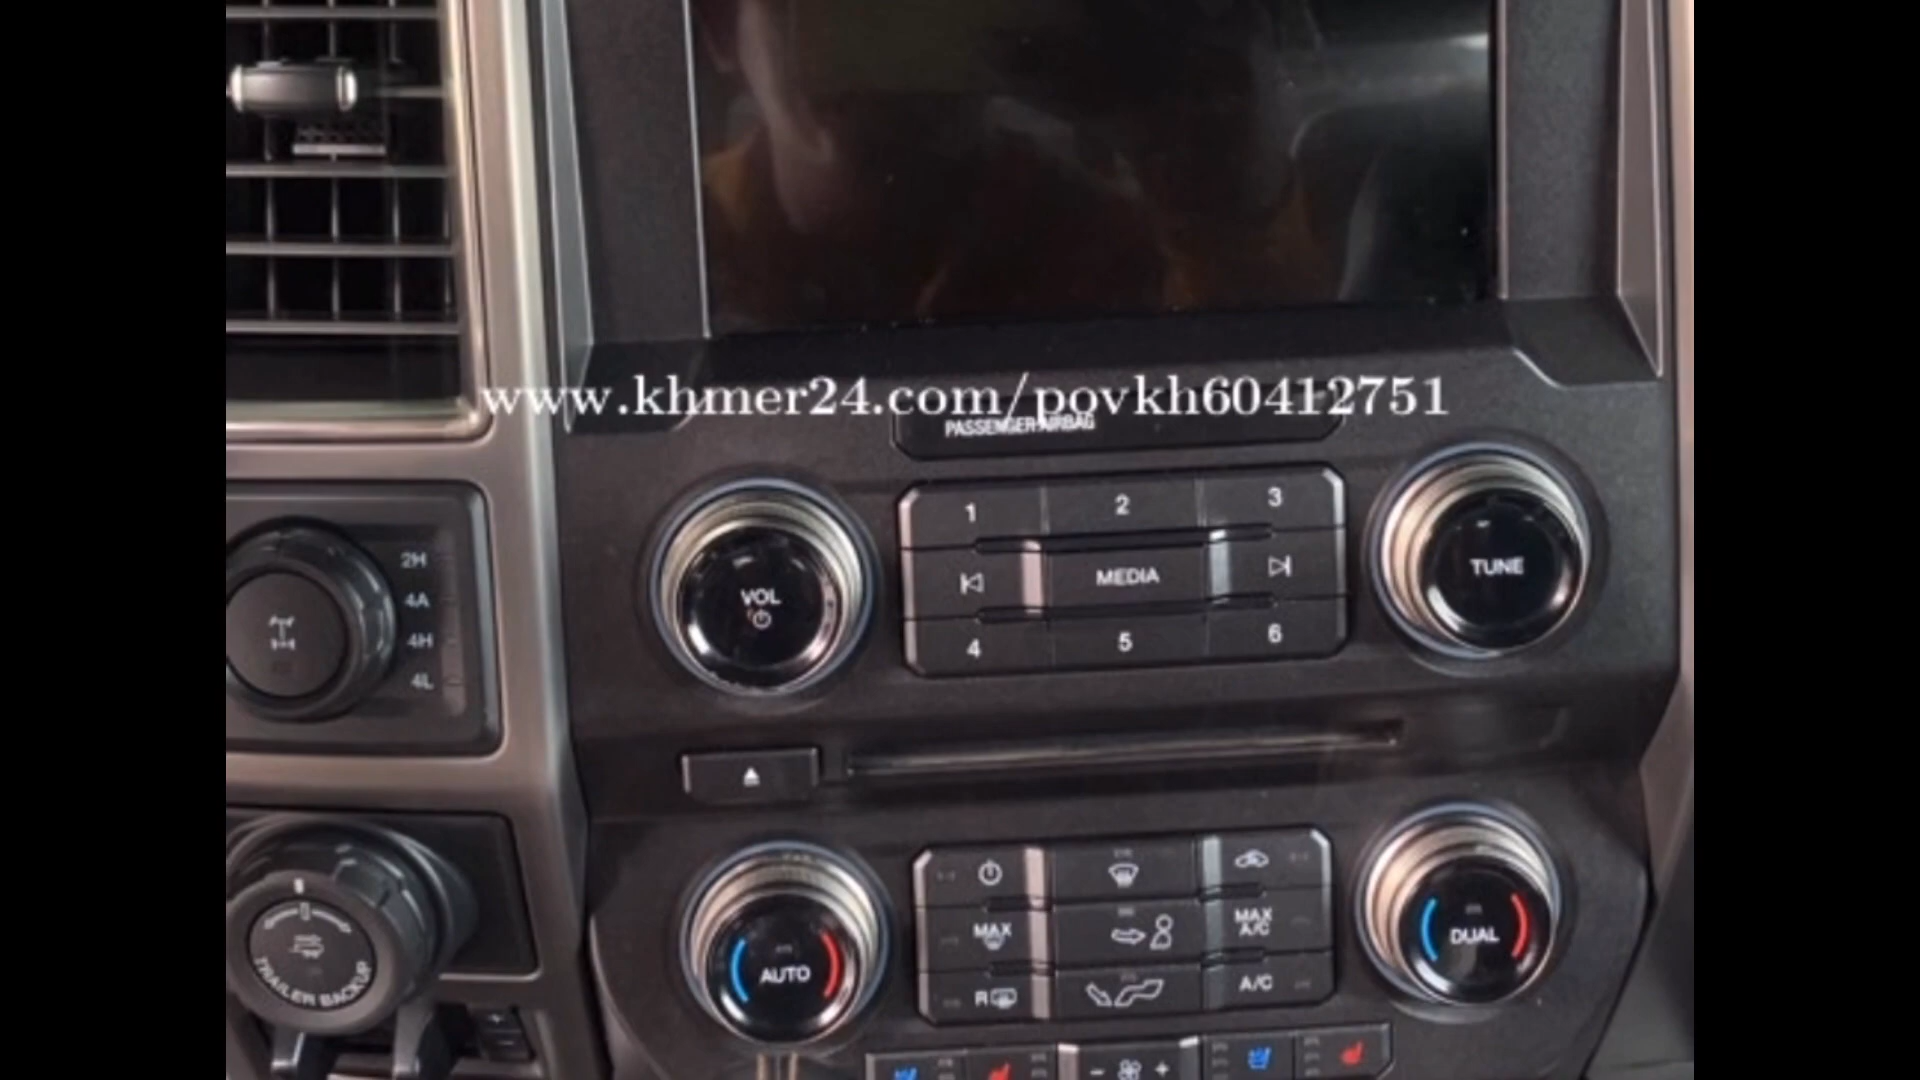 www.khmer24.com/povkh60412751
PASSENGER AIRBAG
1 2 3
MEDIA
4 5 6
VOL
TUNE
2H
4A
4H
4L
TRAILER BACKUP
AUTO
MAX
R
MAX A/C
A/C
DUAL
- +